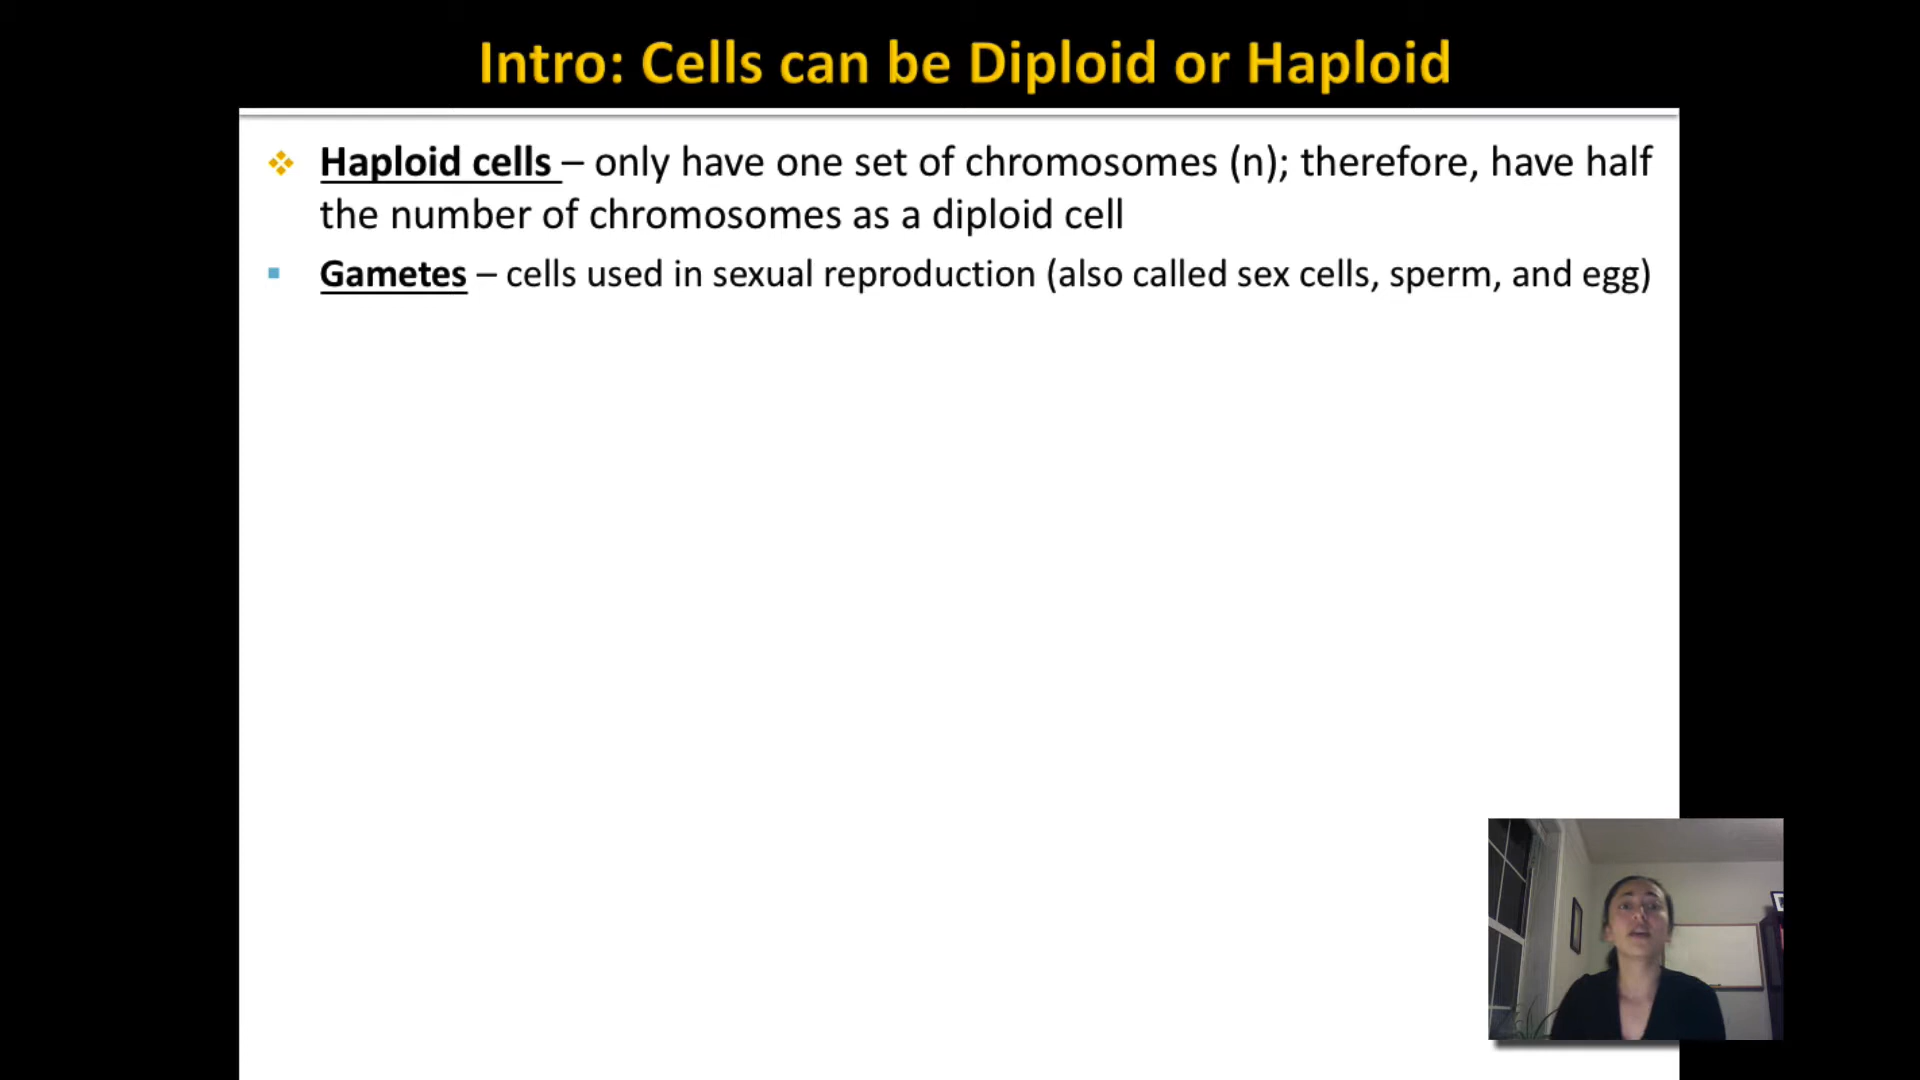 Intro: Cells can be Diploid or Haploid
Haploid cells – only have one set of chromosomes (n); therefore, have half
the number of chromosomes as a diploid cell
Gametes – cells used in sexual reproduction (also called sex cells, sperm, and egg)